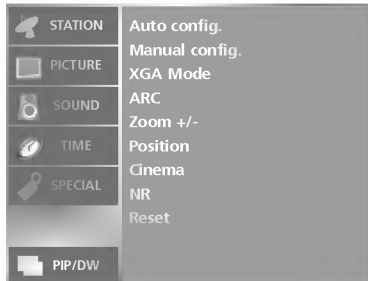 STATION
PICTURE
SOUND
TIME
SPECIAL
PIP/DW
Auto config.
Manual config.
XGA Mode
ARC
Zoom +/-
Position
Cinema
NR
Reset